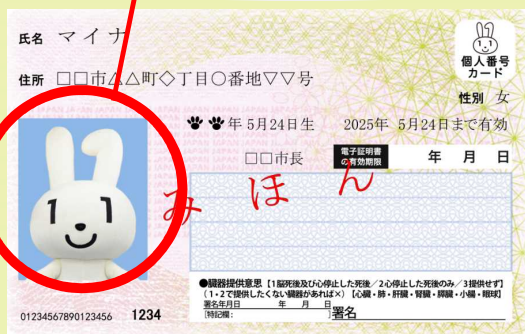 氏名 マイナ
個人番号
カード
住所 □□市△△町◇丁目○番地▽▽号
性別 女
年 5月24日生 2025年 5月24日まで有効
□□市長 電子証明書の有効期限 年 月 日
みほん
1 1
●臓器提供意思【1脳死後及び心停止した死後/2心停止した死後のみ/3提供せず】
(1・2で提供したくない臓器があれば×)【心臓・肺・肝臓・腎臓・膵臓・小腸・眼球】
署名年月日 年 月 日
[特記欄: ] 署名
01234567890123456 1234